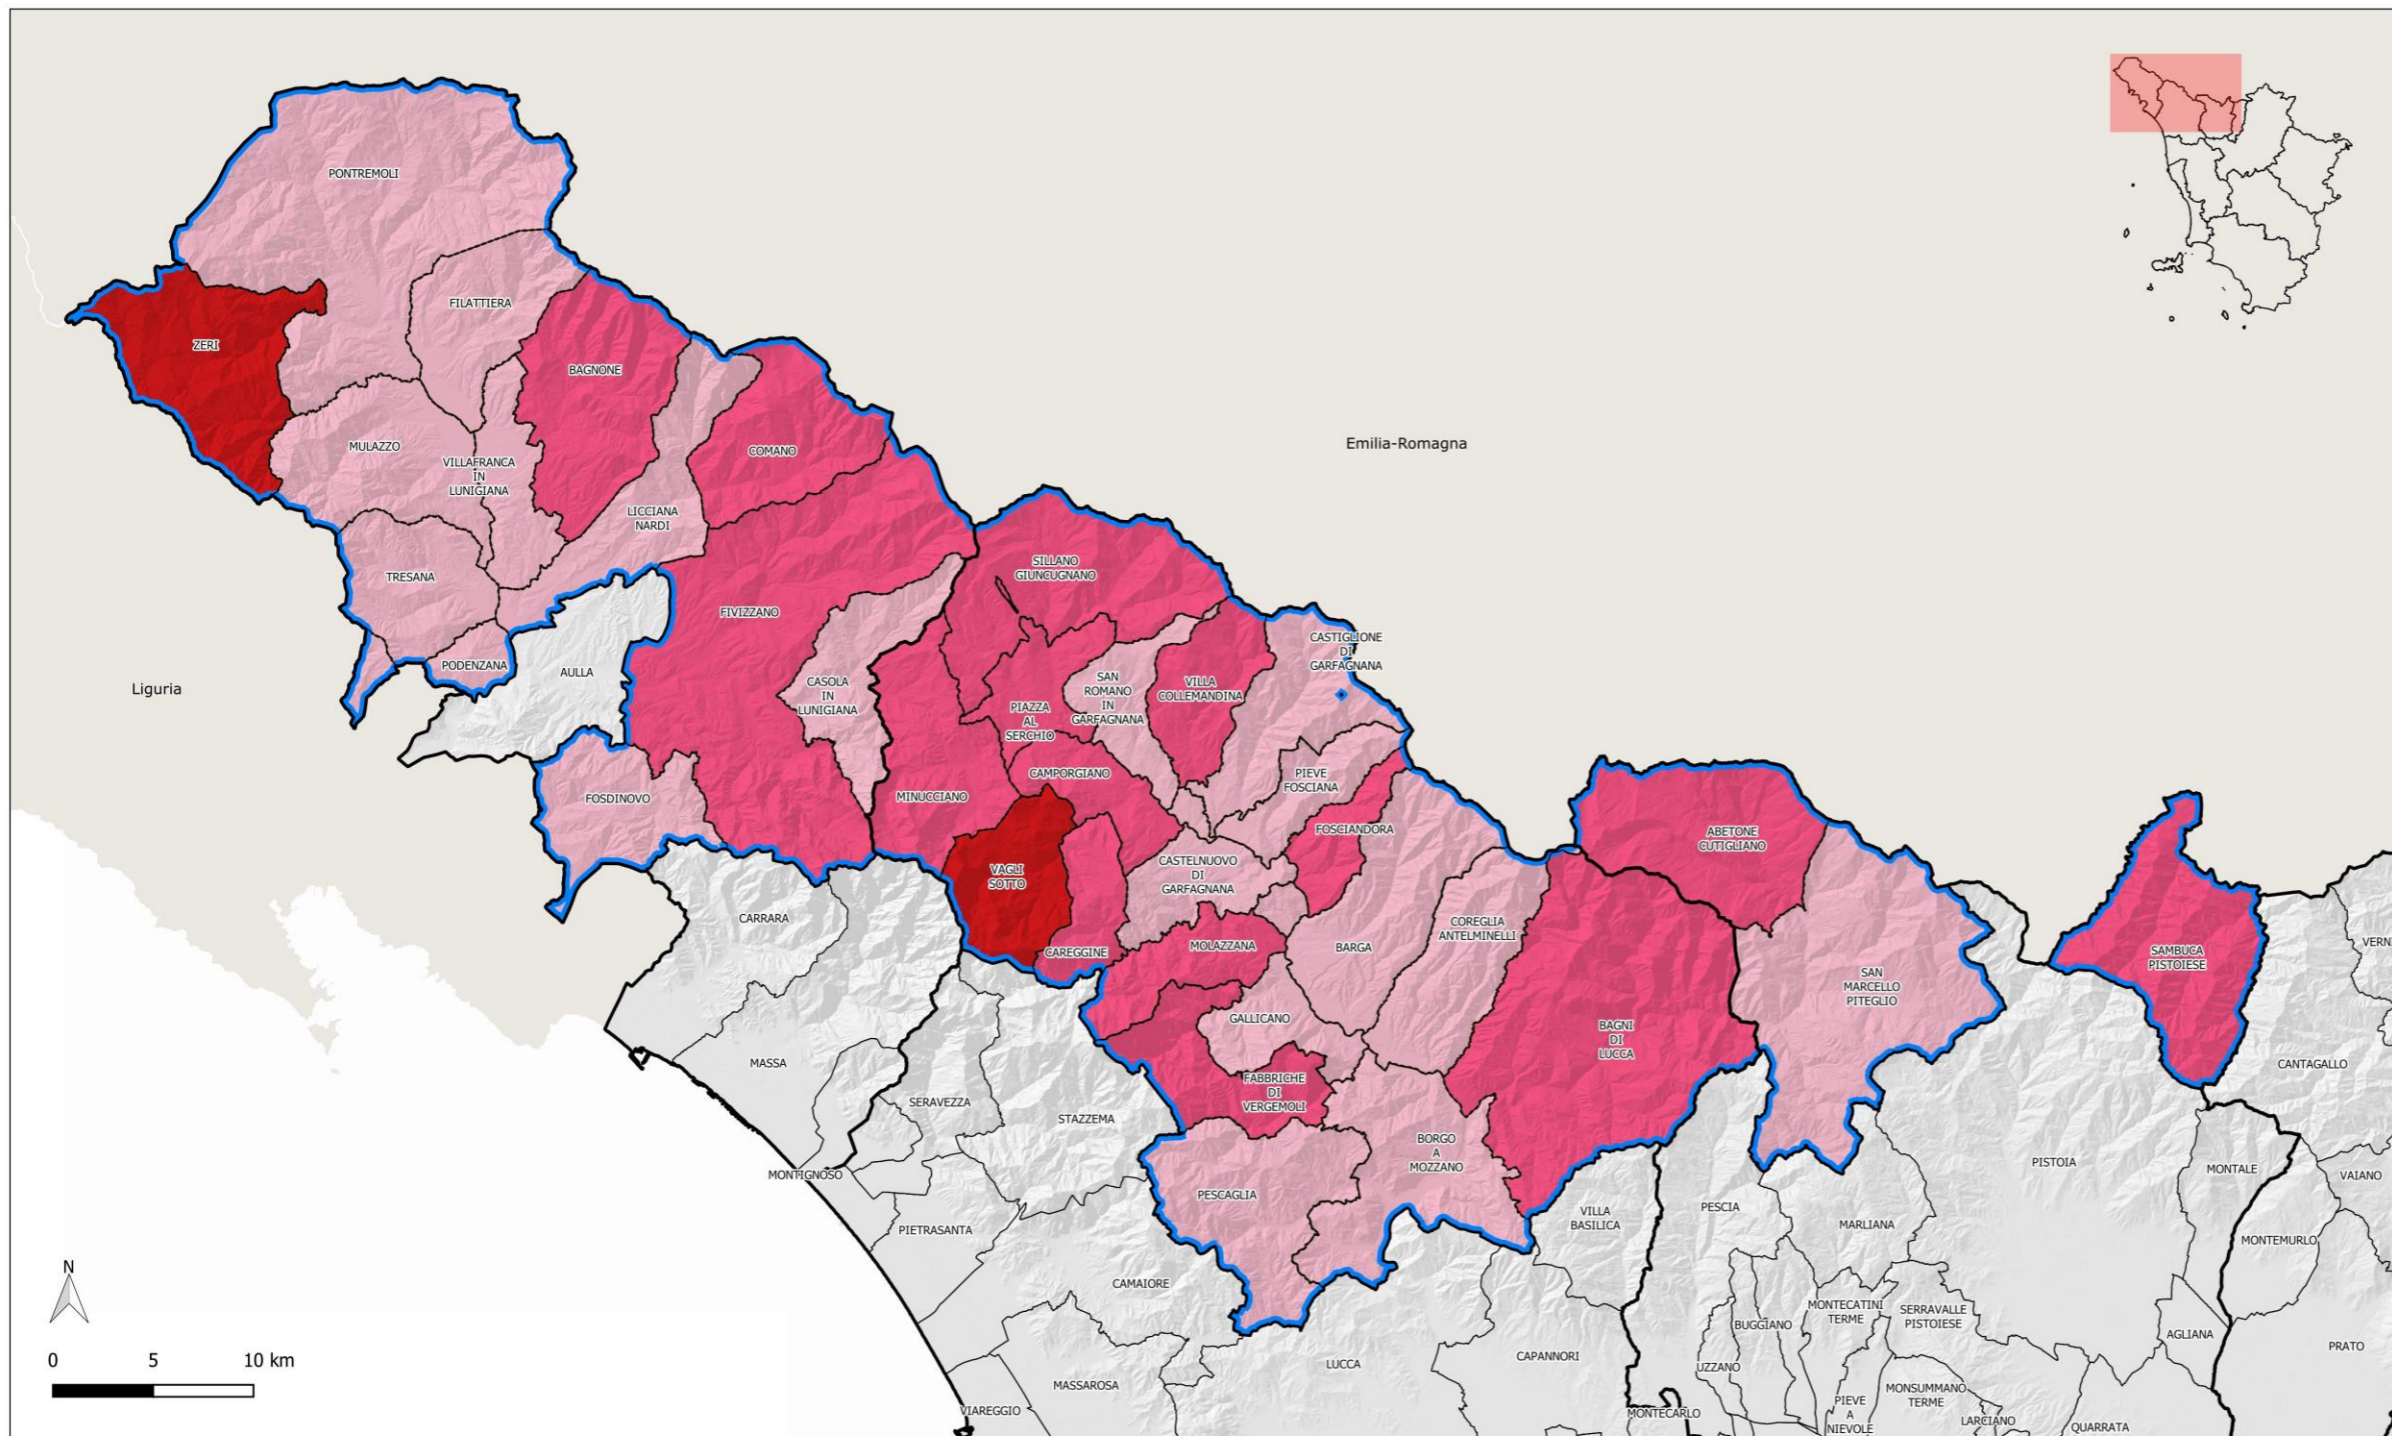 PONTREMOLI
FILATTIERA
ZERI
BAGNONE
MULAZZO
COMANO
Emilia-Romagna
VILLAFRANCA
IN
LUNIGIANA
LICCIANA
NARDI
SILLANO
GIUNCUGNANO
TRESANA
FIVIZZANO
CASTIGLIONE
DI
GARFAGNANA
PODENZANA
AULLA
Liguria
CASOLA
IN
LUNIGIANA
SAN
ROMANO
IN
GARFAGNANA
VILLA
COLLEMANDINA
PIAZZA
AL
SERCHIO
CAMPORGIANO
PIEVE
FOSCIANA
FOSDINOVO
MINUCCIANO
FOSCIANDORA
ABETONE
CUTIGLIANO
VAGLI
SOTTO
CASTELNUOVO
DI
GARFAGNANA
CARRARA
COREGLIA
ANTELMINELLI
CAREGGINE
MOLAZZANA
BARGA
SAMBUCA
PISTOIESE
VERN
SAN
MARCELLO
PITEGLIO
GALLICANO
BAGNI
DI
LUCCA
MASSA
CANTAGALLO
FABBRICHE
DI
VERGEMOLI
SERAVEZZA
STAZZEMA
BORGO
A
MOZZANO
PISTOIA
MONTALE
VAIANO
MONTIGNOSO
PESCAGLIA
PESCIA
VILLA
BASILICA
MARLIANA
PIETRASANTA
MONTEMURLO
N
CAMAIORE
MONTECATINI
TERME
SERRAVALLE
PISTOIESE
BUGGIANO
AGLIANA
PRATO
0 5 10 km
LUCCA
CAPANNORI
UZZANO
MASSAROSA
MONSUMMANO
TERME
VIAREGGIO
MONTECARLO
PIEVE
A
NIEVOLE
LARCIANO
QUARRATA